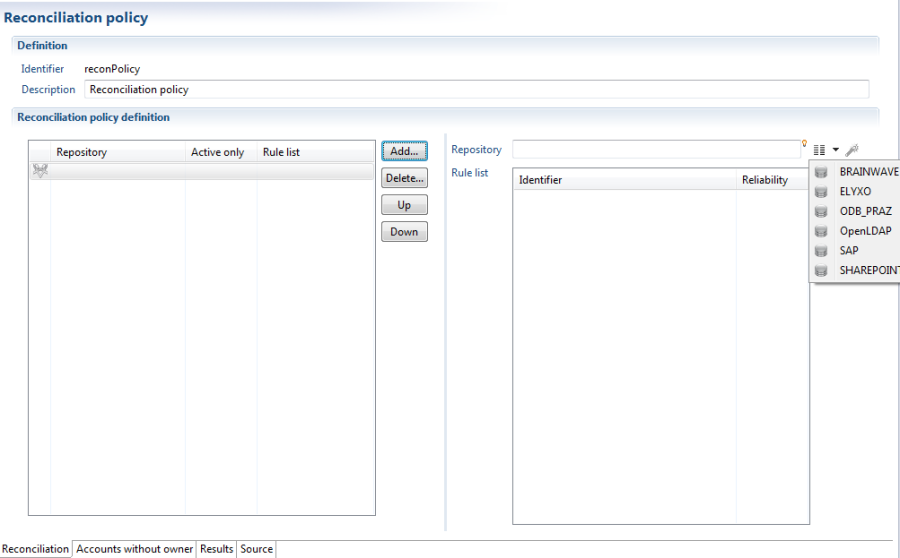 Reconciliation policy
Definition
Identifier reconPolicy
Description Reconciliation policy
Reconciliation policy definition
Repository Active only Rule list
Add...
Delete...
Up
Down
Repository
Rule list
Identifier Reliability
BRAINWAVE
ELYXO
ODB_PRAZ
OpenLDAP
SAP
SHAREPOINT
Reconciliation Accounts without owner Results Source